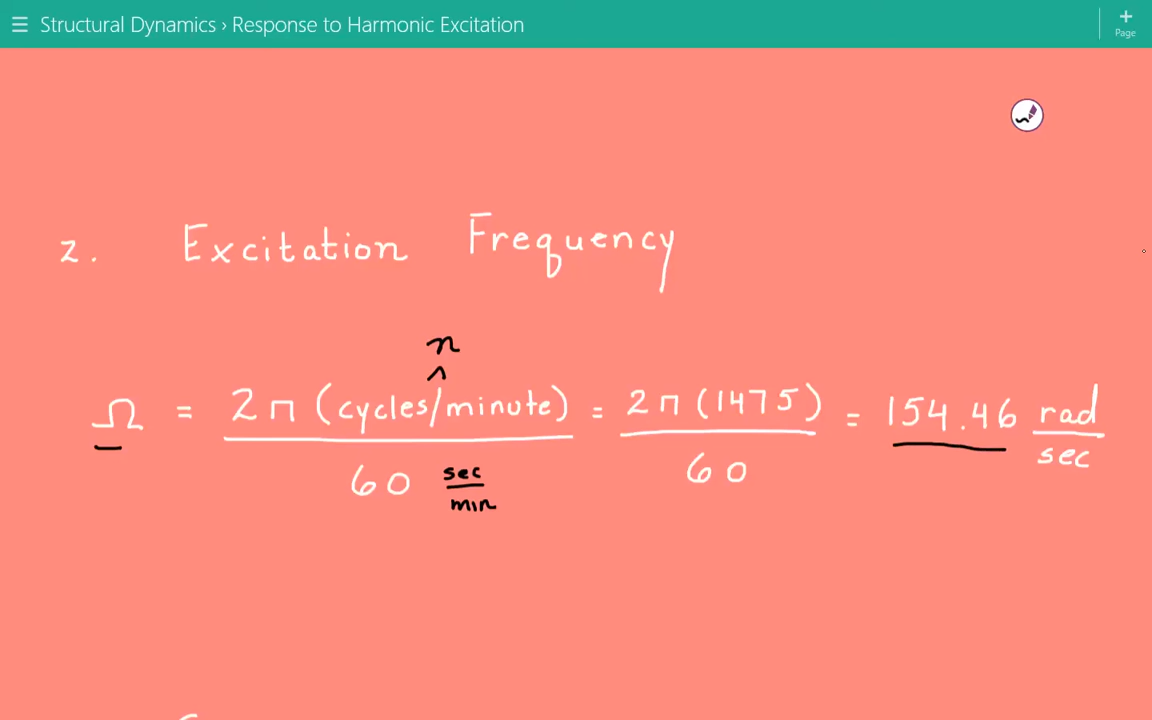 Structural Dynamics › Response to Harmonic Excitation
+
Page
2. Excitation Frequency
n
^
Ω = 2π (cycles/minute) / 60 sec/min = 2π (1475) / 60 = 154.46 rad/sec